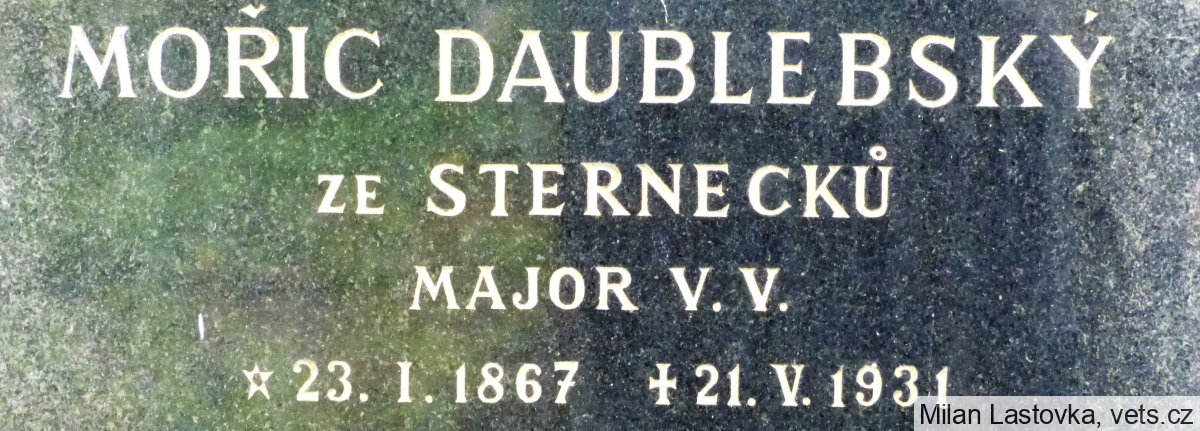 MOŘIC DAUBLEBSKÝ
ZE STERNECKŮ
MAJOR V.V.
☆ 23. I. 1867 ✝ 21. V. 1931
Milan Lastovka, vets.cz